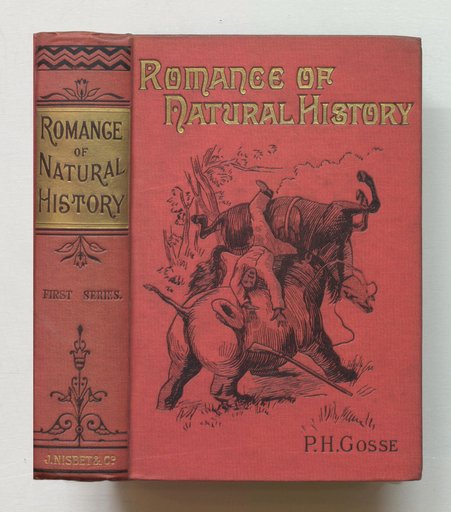 ROMANCE
OF
NATURAL
HISTORY
FIRST SERIES.
J. NISBET & Co
ROMANCE OF
NATURAL HISTORY
P.H. GOSSE